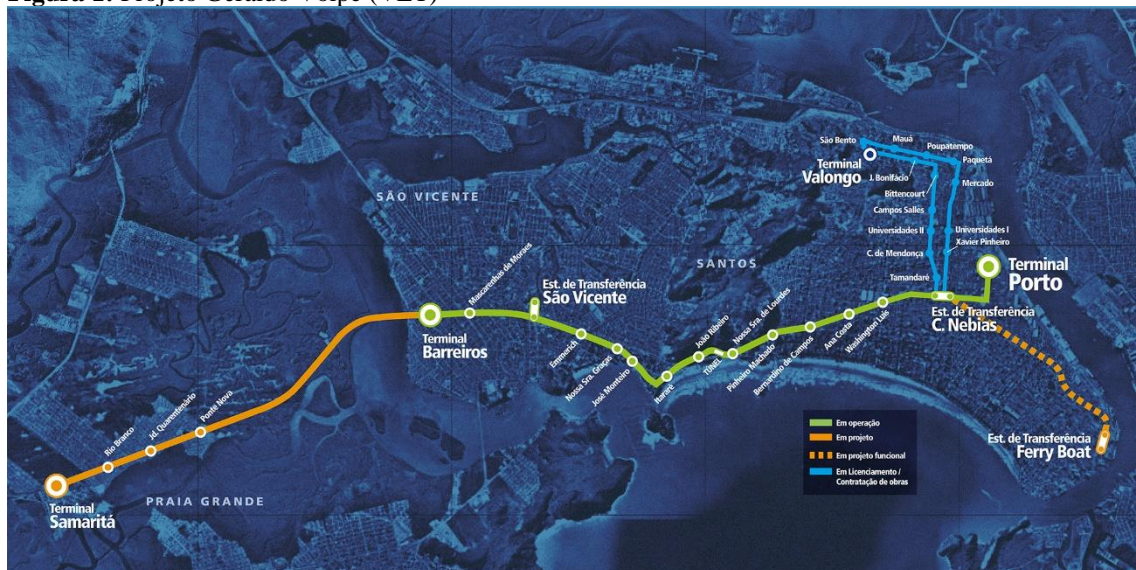 Figura Projeto Geraldo Volpe (VLT)
São Bento
Mauá
Poupatempo
Paquetá
Terminal
Valongo
J. Bonifácio
Bittencourt
Mercado
SÃO VICENTE
Campos Salles
Universidades II
Universidades I
Xavier Pinheiro
C. de Mendonça
SANTOS
Tamandaré
Terminal
Porto
Est. de Transferência
São Vicente
Mascarenhas de Moraes
Terminal
Barreiros
Emmerich
Nossa Sra. Graças
José Monteiro
Itararé
João Ribeiro
TÚNEL
Nossa Sra. de Lourdes
Pinheiro Machado
Bernardino de Campos
Ana Costa
Washington Luís
Est. de Transferência
C. Nébias
Ponte Nova
Jd. Quarentenário
Rio Branco
Terminal
Samaritá
PRAIA GRANDE
Em operação
Em projeto
Em projeto funcional
Em Licenciamento /
Contratação de obras
Est. de Transferência
Ferry Boat